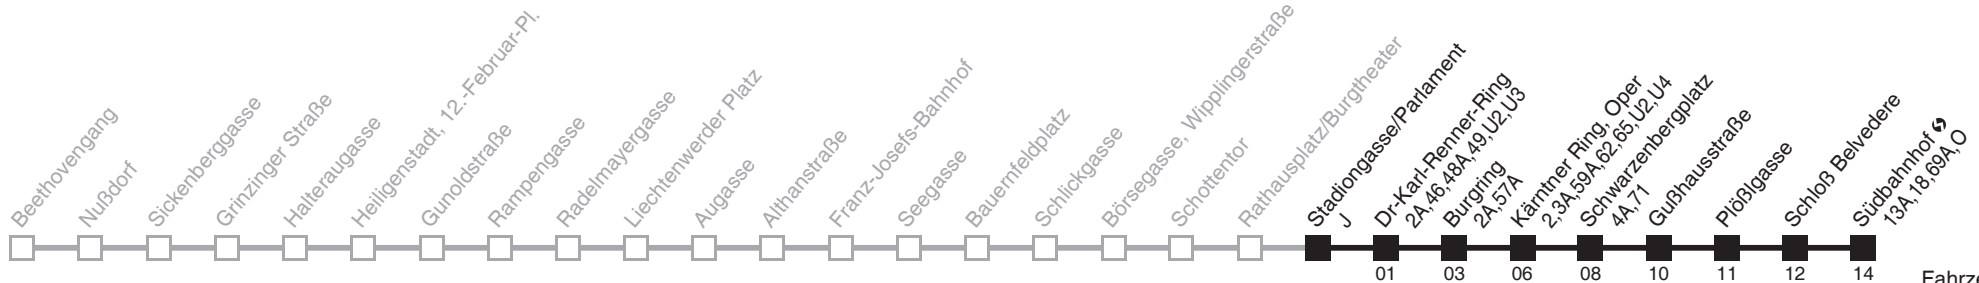 Beethovengang
Nußdorf
Sickenberggasse
Grinzinger Straße
Halteraugasse
Heiligenstadt, 12.-Februar-Pl.
Gunoldstraße
Rampengasse
Radelmayergasse
Liechtenwerder Platz
Augasse
Althanstraße
Franz-Josefs-Bahnhof
Seegasse
Bauernfeldplatz
Schlickgasse
Börsegasse, Wipplingerstraße
Schottentor
Rathausplatz/Burgtheater
Stadiongasse/Parlament
J
Dr-Karl-Renner-Ring
2A,46,48A,49,U2,U3
Burgring
2A,57A
Kärntner Ring, Oper
2,3A,59A,62,65,U2,U4
Schwarzenbergplatz
4A,71
Gußhausstraße
Plößlgasse
Schloß Belvedere
Südbahnhof
13A,18,69A,O
01 03 06 08 10 11 12 14
Fahrze